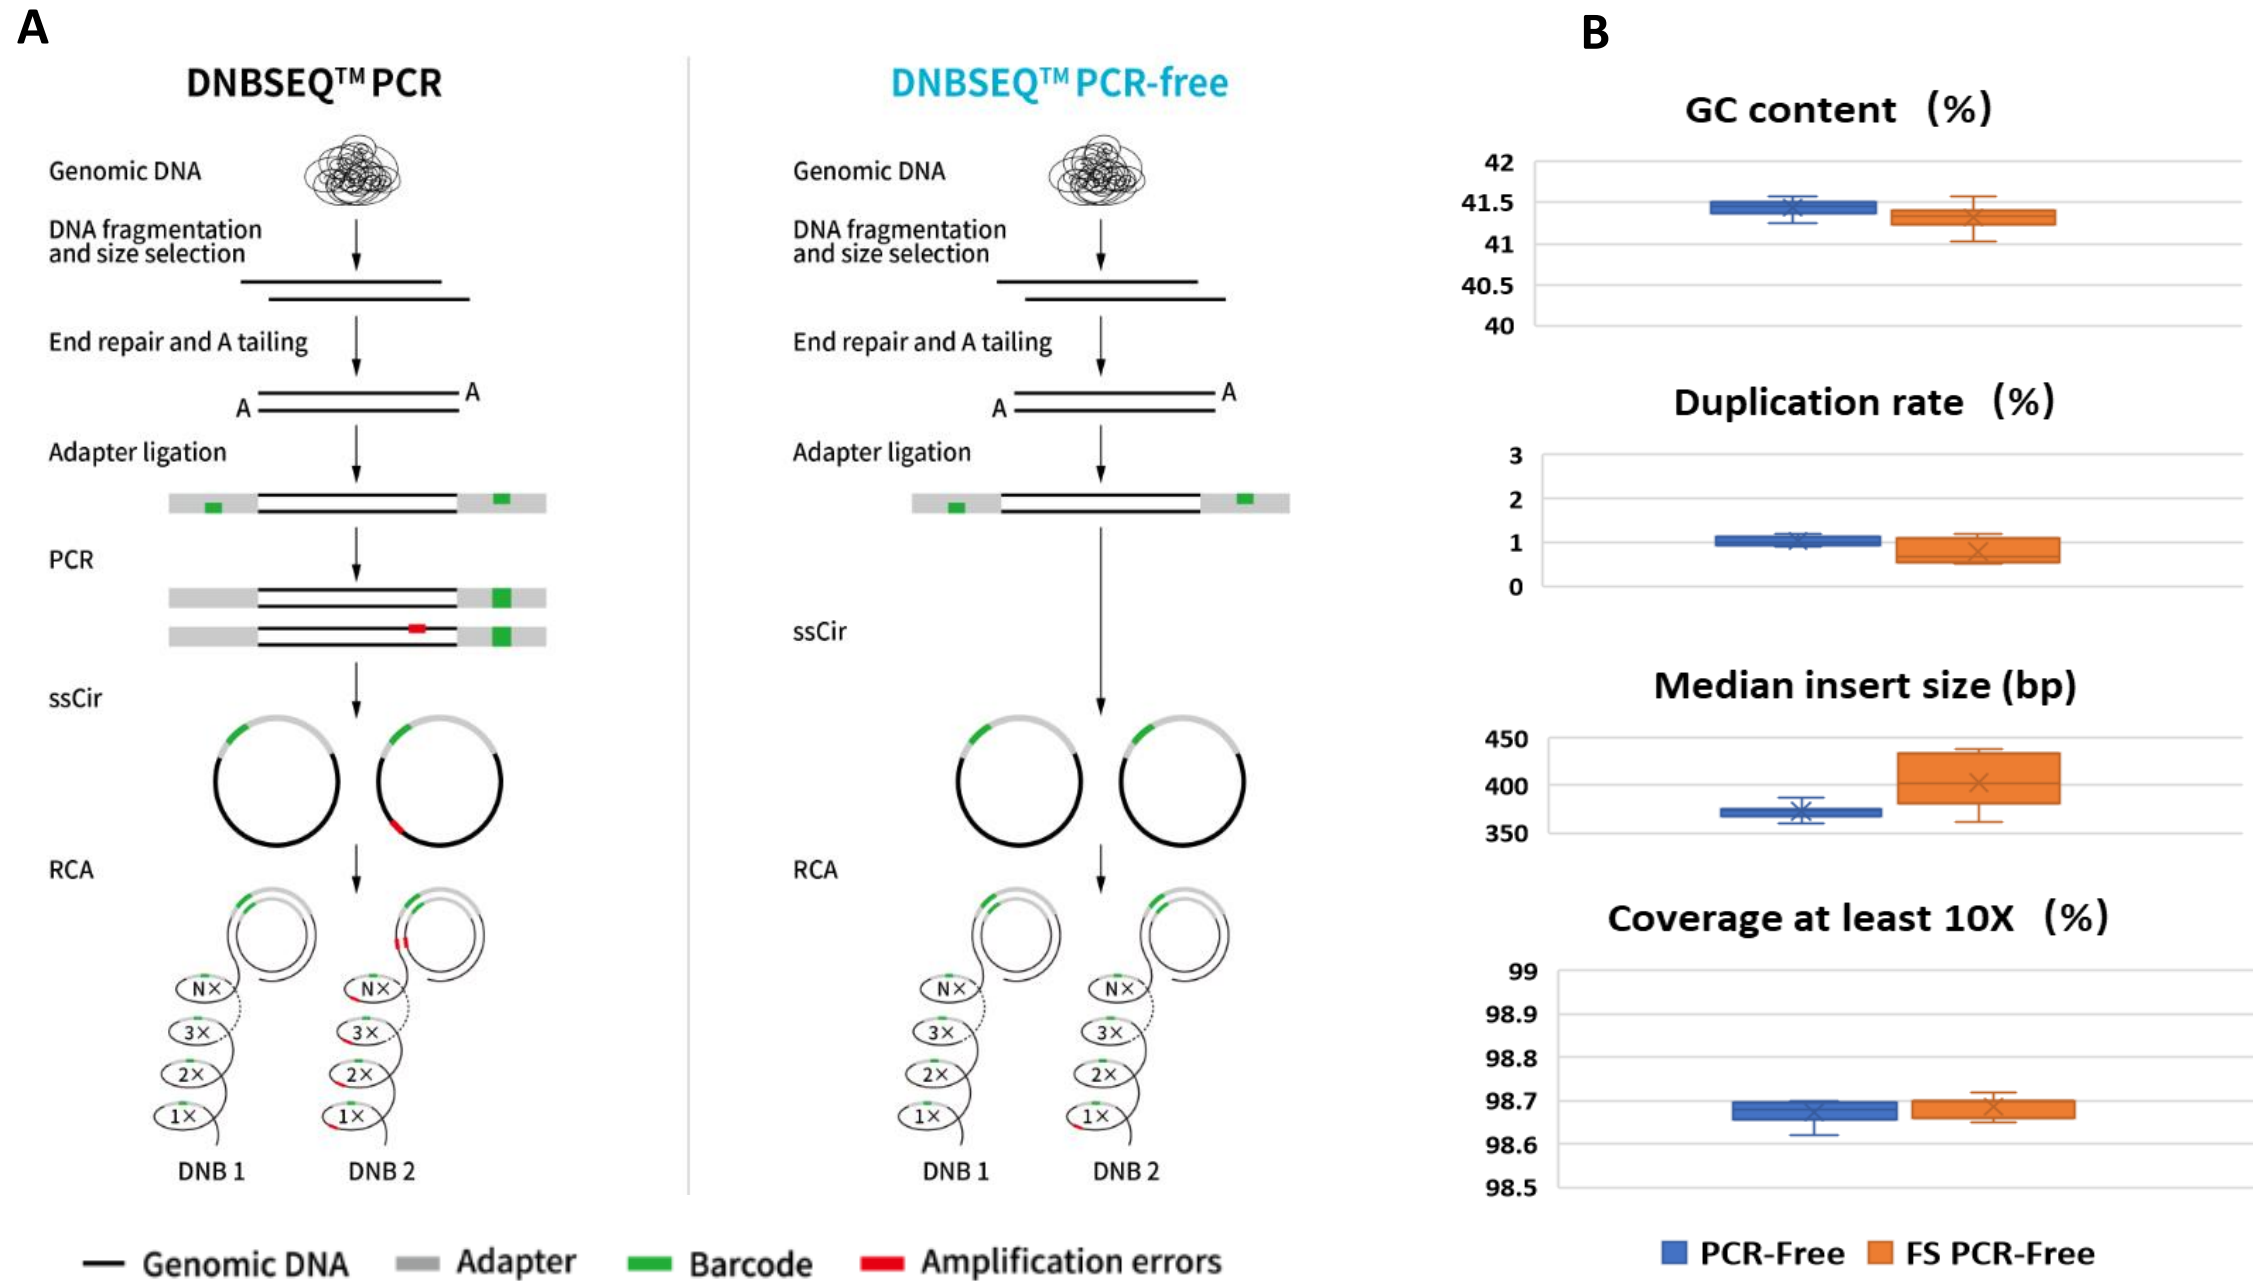 A
DNBSEQ™ PCR
Genomic DNA
DNA fragmentation
and size selection
End repair and A tailing
A
A
Adapter ligation
PCR
ssCir
RCA
N×
N×
3×
3×
2×
2×
1×
1×
DNB 1
DNB 2
DNBSEQ™ PCR-free
Genomic DNA
DNA fragmentation
and size selection
End repair and A tailing
A
A
Adapter ligation
ssCir
RCA
N×
N×
3×
3×
2×
2×
1×
1×
DNB 1
DNB 2
Genomic DNA
Adapter
Barcode
Amplification errors
B
GC content (%)
42
41.5
41
40.5
40
Duplication rate (%)
3
2
1
0
Median insert size (bp)
450
400
350
Coverage at least 10X (%)
99
98.9
98.8
98.7
98.6
98.5
PCR-Free
FS PCR-Free